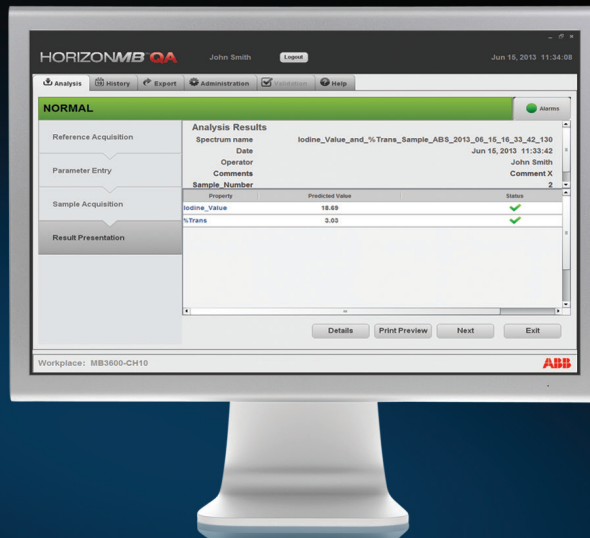 HORIZONMB™QA John Smith Logout Jun 15, 2013 11:34:08
Analysis History Export Administration Validation Help
NORMAL Alarms
Reference Acquisition
Parameter Entry
Sample Acquisition
Result Presentation
Analysis Results
Spectrum name Iodine_Value_and_%Trans_Sample_ABS_2013_06_15_16_33_42_130
Date Jun 15, 2013 11:33:42
Operator John Smith
Comments Comment X
Sample_Number 2
Property Predicted Value Status
Iodine_Value 18.69
%Trans 3.03
Details Print Preview Next Exit
Workplace: MB3600-CH10 ABB